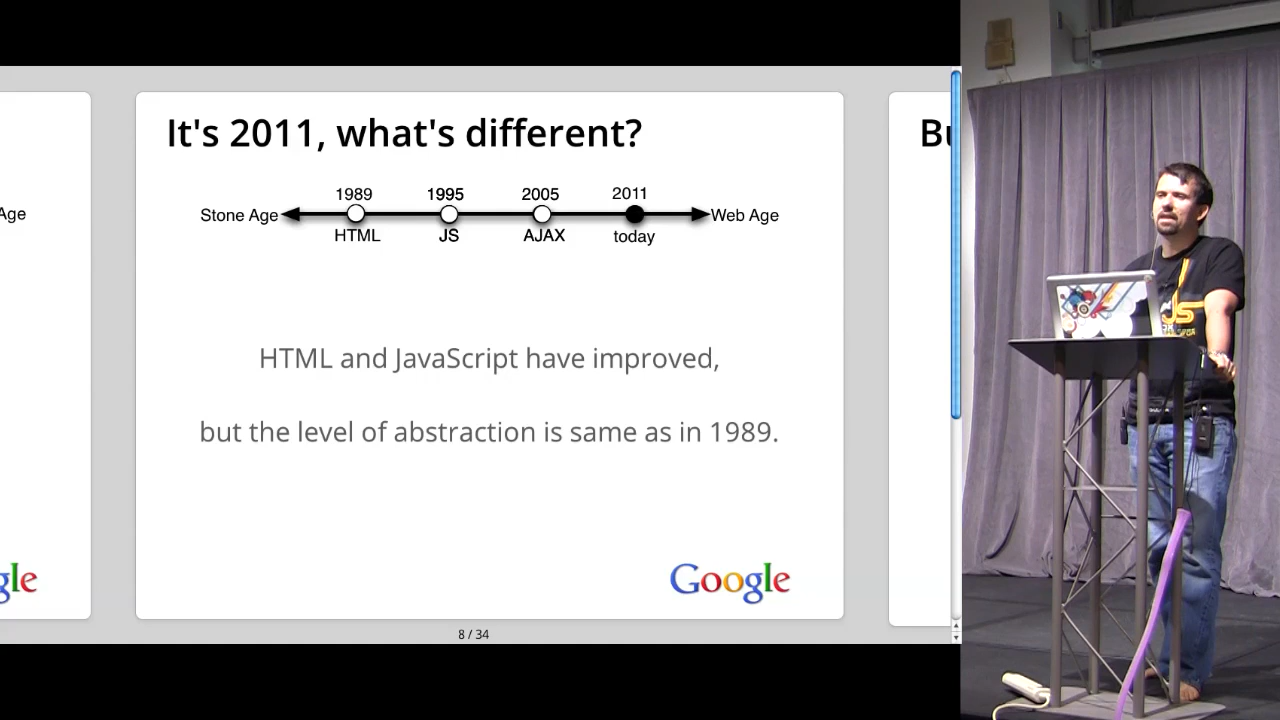 It's 2011, what's different?
1989 1995 2005 2011
Stone Age Web Age
HTML JS AJAX today
HTML and JavaScript have improved,
but the level of abstraction is same as in 1989.
Google
8 / 34
Age
gle
JS